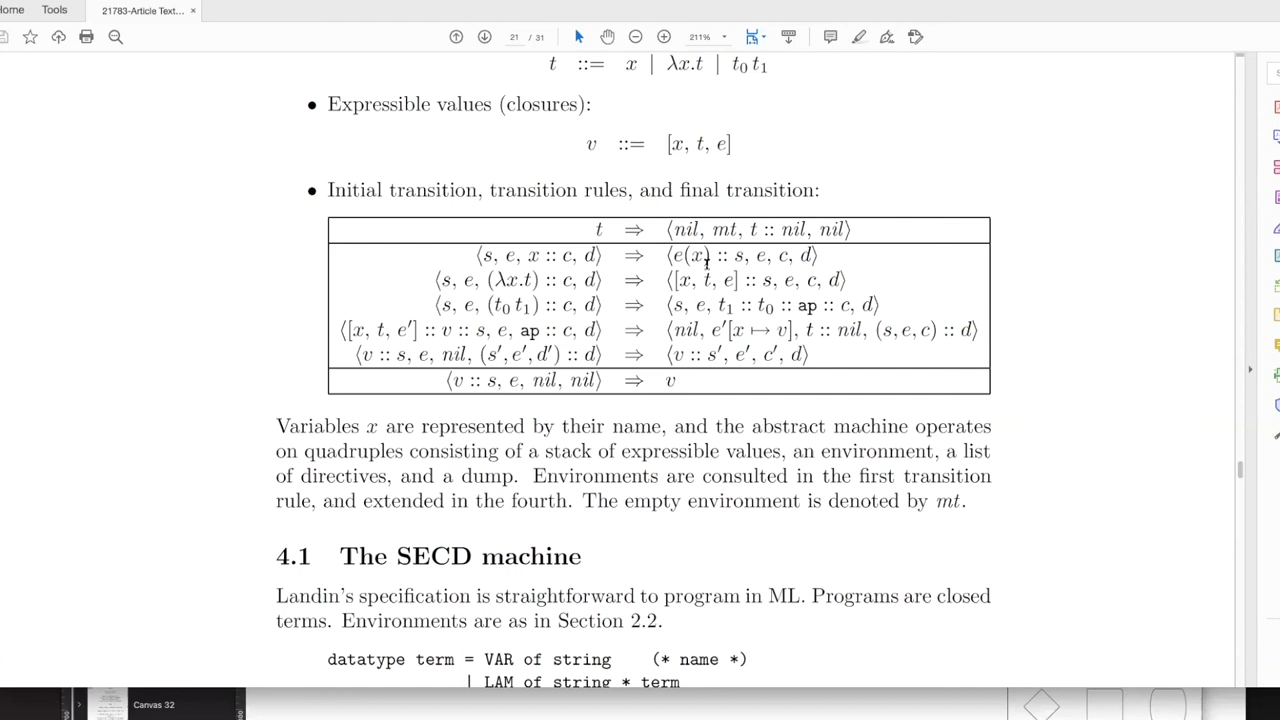 ome Tools 21783-Article Text... ×
21 / 31 211%
t ::= x | λx.t | t₀ t₁
• Expressible values (closures):
v ::= [x, t, e]
• Initial transition, transition rules, and final transition:
t ⇒ ⟨nil, mt, t :: nil, nil⟩
⟨s, e, x :: c, d⟩ ⇒ ⟨e(x) :: s, e, c, d⟩
⟨s, e, (λx.t) :: c, d⟩ ⇒ ⟨[x, t, e] :: s, e, c, d⟩
⟨s, e, (t₀ t₁) :: c, d⟩ ⇒ ⟨s, e, t₁ :: t₀ :: ap :: c, d⟩
⟨[x, t, e′] :: v :: s, e, ap :: c, d⟩ ⇒ ⟨nil, e′[x ↦ v], t :: nil, (s, e, c) :: d⟩
⟨v :: s, e, nil, (s′, e′, d′) :: d⟩ ⇒ ⟨v :: s′, e′, c′, d⟩
⟨v :: s, e, nil, nil⟩ ⇒ v
Variables x are represented by their name, and the abstract machine operates
on quadruples consisting of a stack of expressible values, an environment, a list
of directives, and a dump. Environments are consulted in the first transition
rule, and extended in the fourth. The empty environment is denoted by mt.
4.1 The SECD machine
Landin's specification is straightforward to program in ML. Programs are closed
terms. Environments are as in Section 2.2.
datatype term = VAR of string (* name *)
| LAM of string * term
Canvas 32